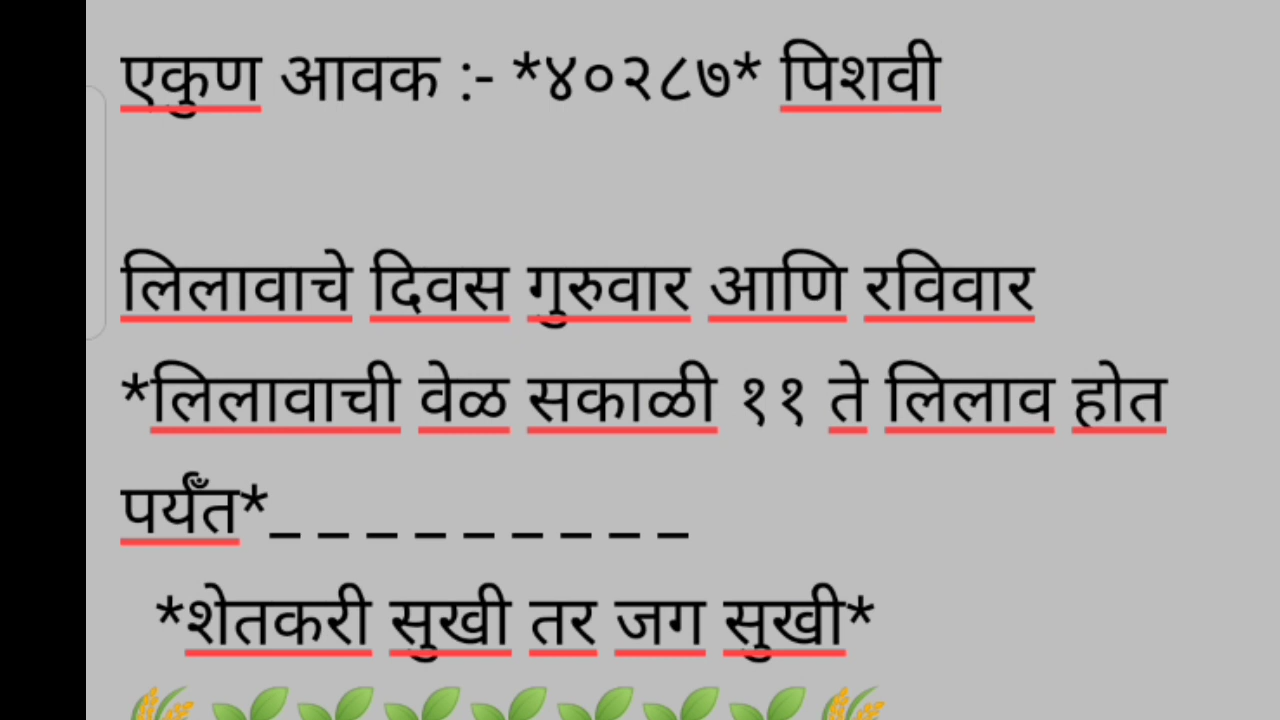 एकुण आवक :- *४०२८७* पिशवी
लिलावाचे दिवस गुरुवार आणि रविवार
*लिलावाची वेळ सकाळी ११ ते लिलाव होत
पर्यँत*_ _ _ _ _ _ _ _ _
*शेतकरी सुखी तर जग सुखी*
🌾🌿🌿🌿🌿🌿🌿🌿🌾